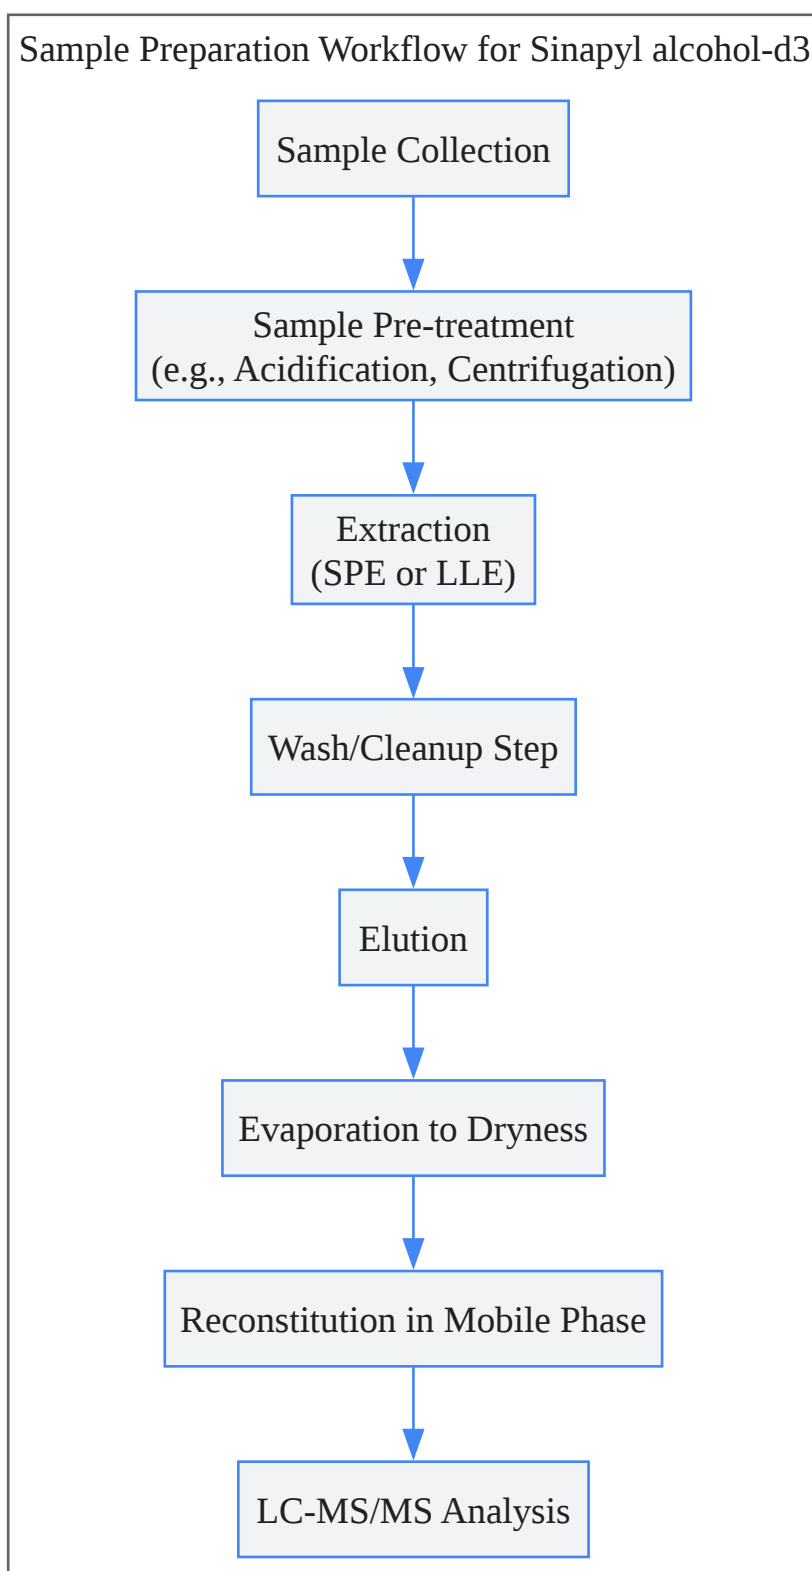 Sample Preparation Workflow for Sinapyl alcohol-d3
Sample Collection
Sample Pre-treatment
(e.g., Acidification, Centrifugation)
Extraction
(SPE or LLE)
Wash/Cleanup Step
Elution
Evaporation to Dryness
Reconstitution in Mobile Phase
LC-MS/MS Analysis